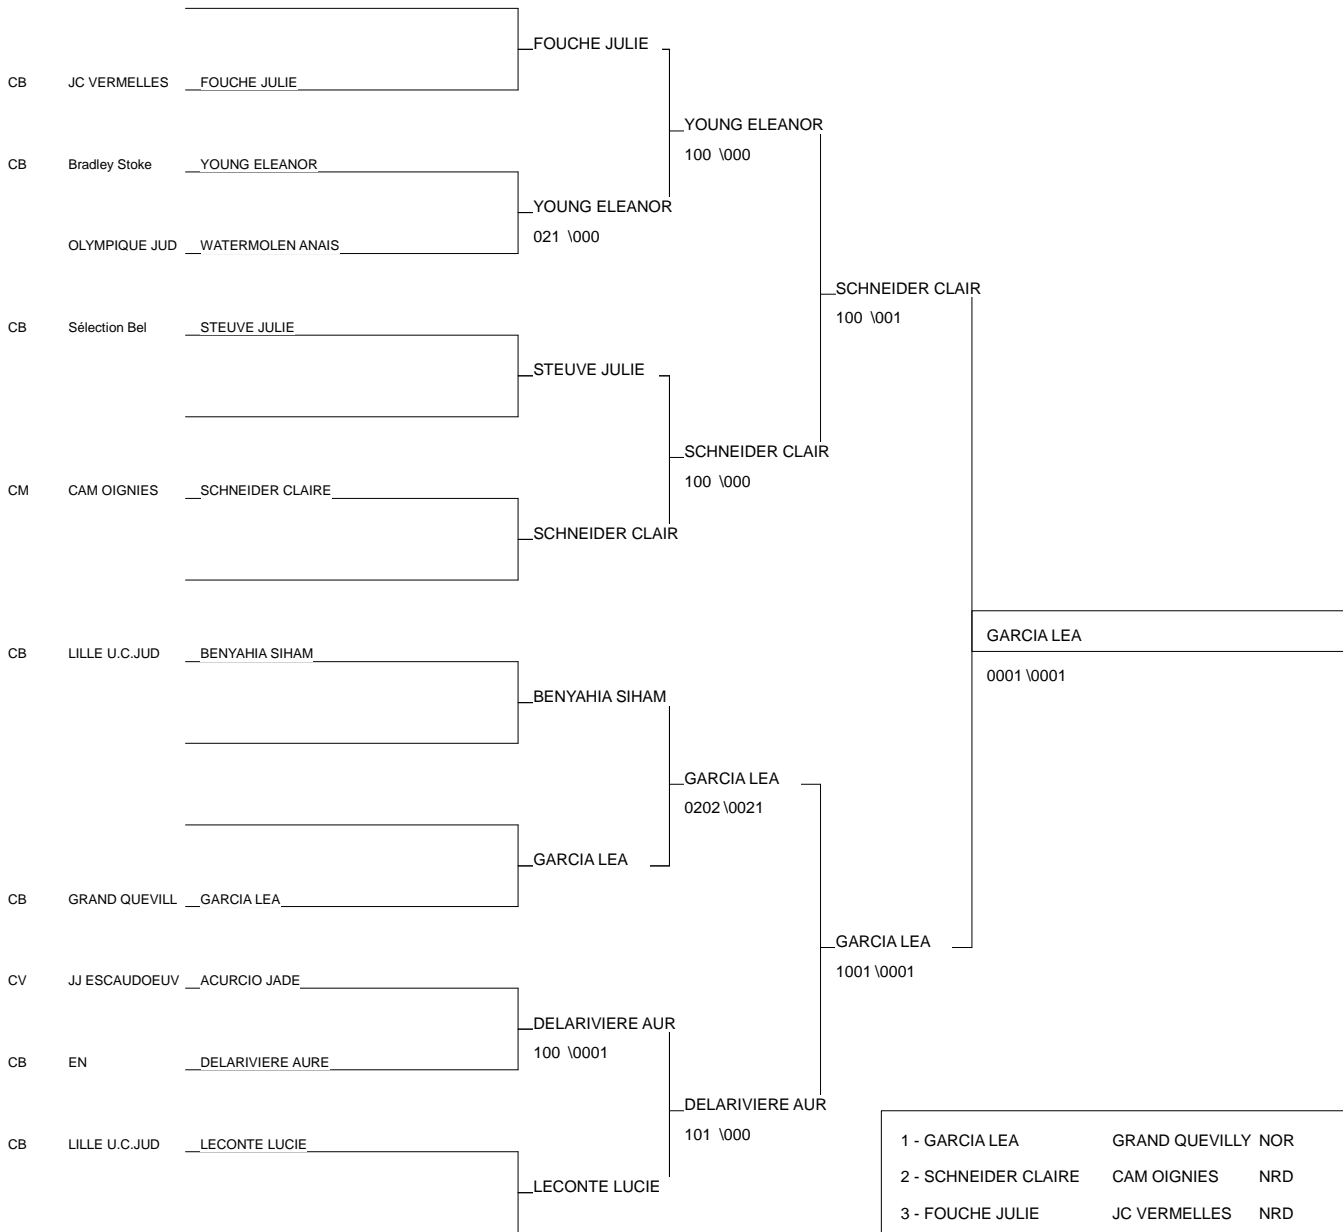 FOUCHE JULIE
CB JC VERMELLES FOUCHE JULIE
YOUNG ELEANOR
100 \000
CB Bradley Stoke YOUNG ELEANOR
YOUNG ELEANOR
021 \000
OLYMPIQUE JUD WATERMOLEN ANAIS
SCHNEIDER CLAIR
100 \001
CB Sélection Bel STEUVE JULIE
STEUVE JULIE
SCHNEIDER CLAIR
100 \000
CM CAM OIGNIES SCHNEIDER CLAIRE
SCHNEIDER CLAIR
GARCIA LEA
0001 \0001
CB LILLE U.C.JUD BENYAHIA SIHAM
BENYAHIA SIHAM
GARCIA LEA
0202 \0021
GARCIA LEA
CB GRAND QUEVILL GARCIA LEA
GARCIA LEA
1001 \0001
CV JJ ESCAUDOEUV ACURCIO JADE
DELARIVIERE AUR
100 \0001
CB EN DELARIVIERE AURE
DELARIVIERE AUR
101 \000
CB LILLE U.C.JUD LECONTE LUCIE
LECONTE LUCIE
1 - GARCIA LEA GRAND QUEVILLY NOR
2 - SCHNEIDER CLAIRE CAM OIGNIES NRD
3 - FOUCHE JULIE JC VERMELLES NRD